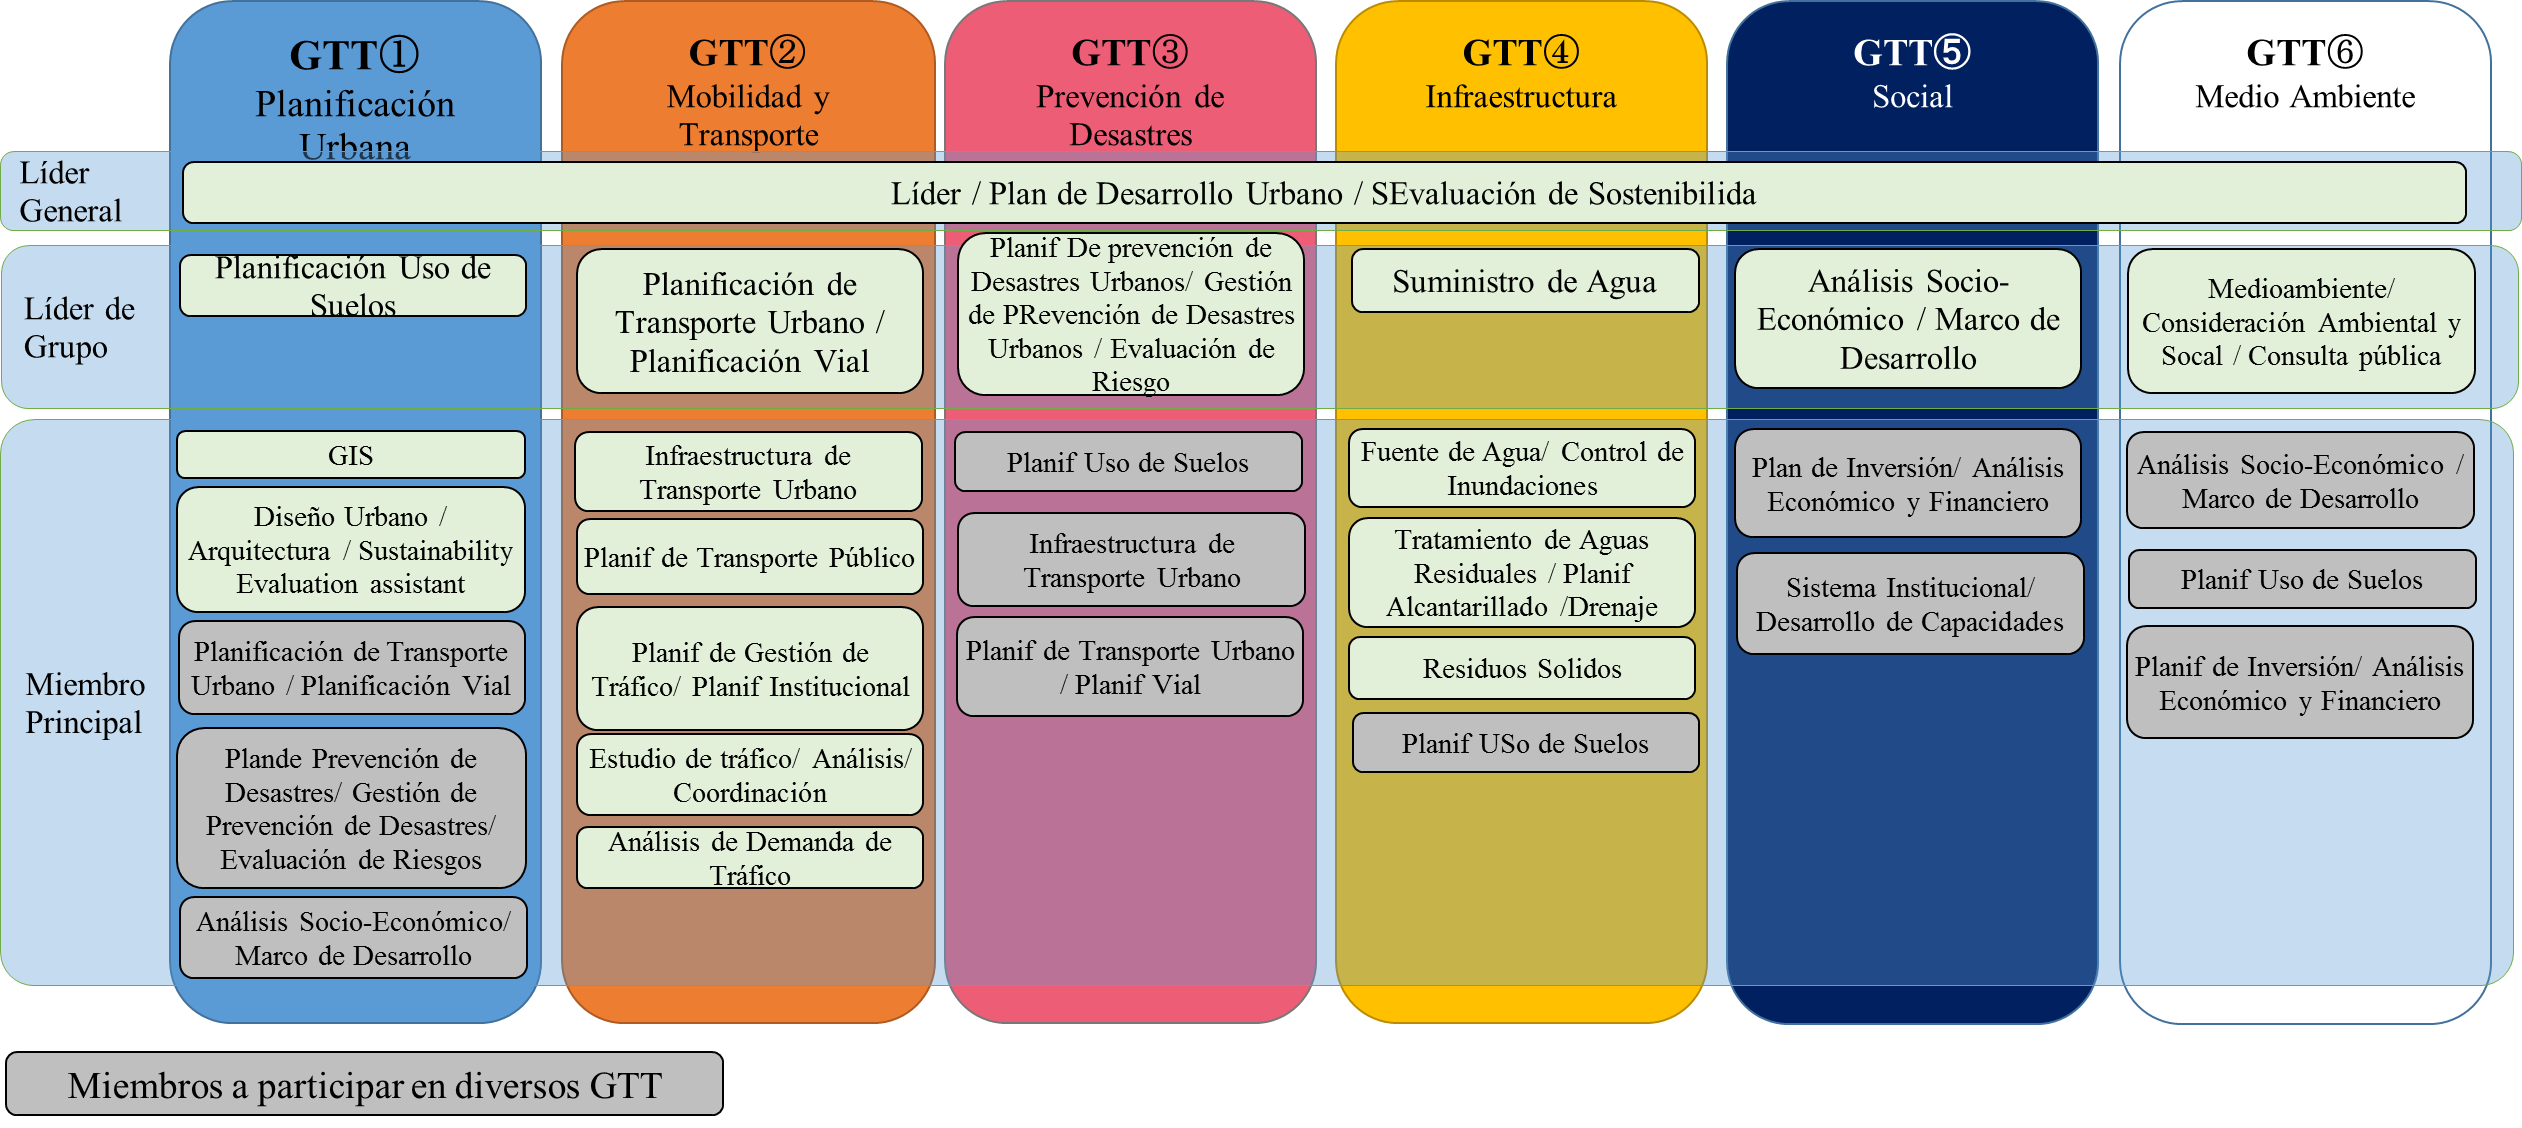 GTT①
Planificación
Urbana
GTT②
Mobilidad y
Transporte
GTT③
Prevención de
Desastres
GTT④
Infraestructura
GTT⑤
Social
GTT⑥
Medio Ambiente
Líder
General
Líder / Plan de Desarrollo Urbano / SEvaluación de Sostenibilida
Líder de
Grupo
Planificación Uso de
Suelos
Planificación de
Transporte Urbano /
Planificación Vial
Planif De prevención de
Desastres Urbanos/ Gestión
de PRevención de Desastres
Urbanos / Evaluación de
Riesgo
Suministro de Agua
Análisis Socio-
Económico / Marco de
Desarrollo
Medioambiente/
Consideración Ambiental y
Socal / Consulta pública
Miembro
Principal
GIS
Diseño Urbano /
Arquitectura / Sustainability
Evaluation assistant
Planificación de Transporte
Urbano / Planificación Vial
Plande Prevención de
Desastres/ Gestión de
Prevención de Desastres/
Evaluación de Riesgos
Análisis Socio-Económico/
Marco de Desarrollo
Infraestructura de
Transporte Urbano
Planif de Transporte Público
Planif de Gestión de
Tráfico/ Planif Institucional
Estudio de tráfico/ Análisis/
Coordinación
Análisis de Demanda de
Tráfico
Planif Uso de Suelos
Infraestructura de
Transporte Urbano
Planif de Transporte Urbano
/ Planif Vial
Fuente de Agua/ Control de
Inundaciones
Tratamiento de Aguas
Residuales / Planif
Alcantarillado /Drenaje
Residuos Solidos
Planif USo de Suelos
Plan de Inversión/ Análisis
Económico y Financiero
Sistema Institucional/
Desarrollo de Capacidades
Análisis Socio-Económico /
Marco de Desarrollo
Planif Uso de Suelos
Planif de Inversión/ Análisis
Económico y Financiero
Miembros a participar en diversos GTT